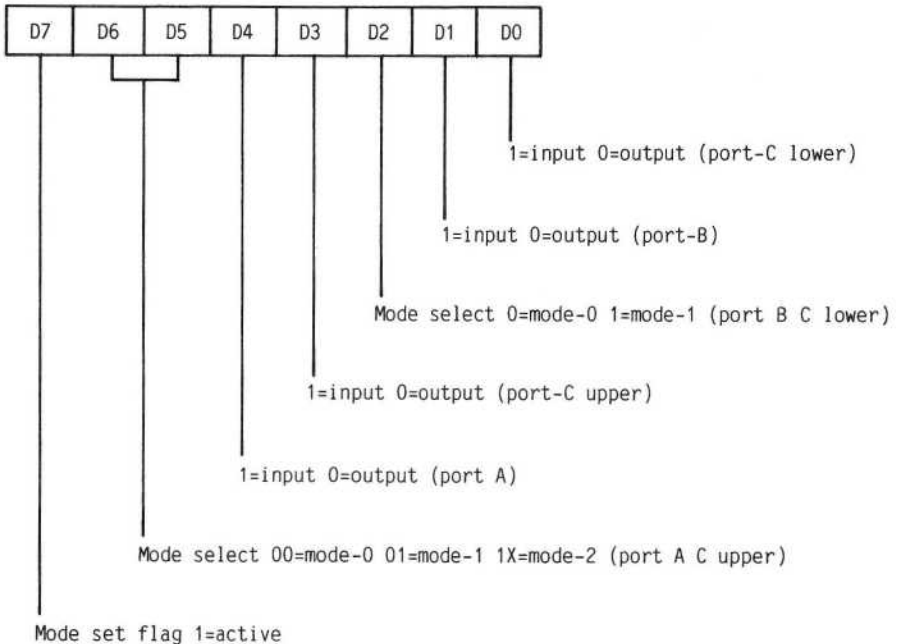 D7 D6 D5 D4 D3 D2 D1 D0
1=input 0=output (port-C lower)
1=input 0=output (port-B)
Mode select 0=mode-0 1=mode-1 (port B C lower)
1=input 0=output (port-C upper)
1=input 0=output (port A)
Mode select 00=mode-0 01=mode-1 1X=mode-2 (port A C upper)
Mode set flag 1=active